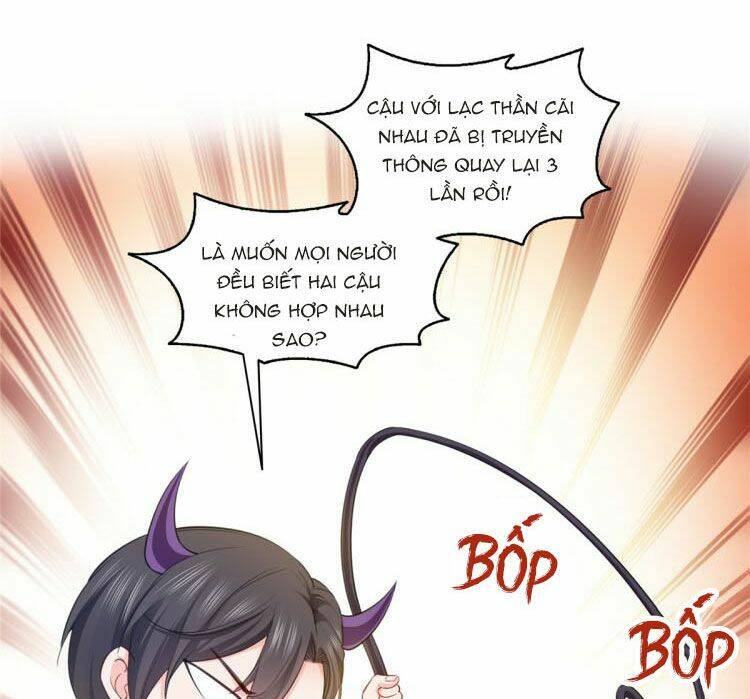 CẬU VỚI LẠC THẦN CÃI
NHAU ĐÃ BỊ TRUYỀN
THÔNG QUAY LẠI 3
LẦN RỒI!
LÀ MUỐN MỌI NGƯỜI
ĐỀU BIẾT HAI CẬU
KHÔNG HỢP NHAU
SAO?
BỐP
BỐP